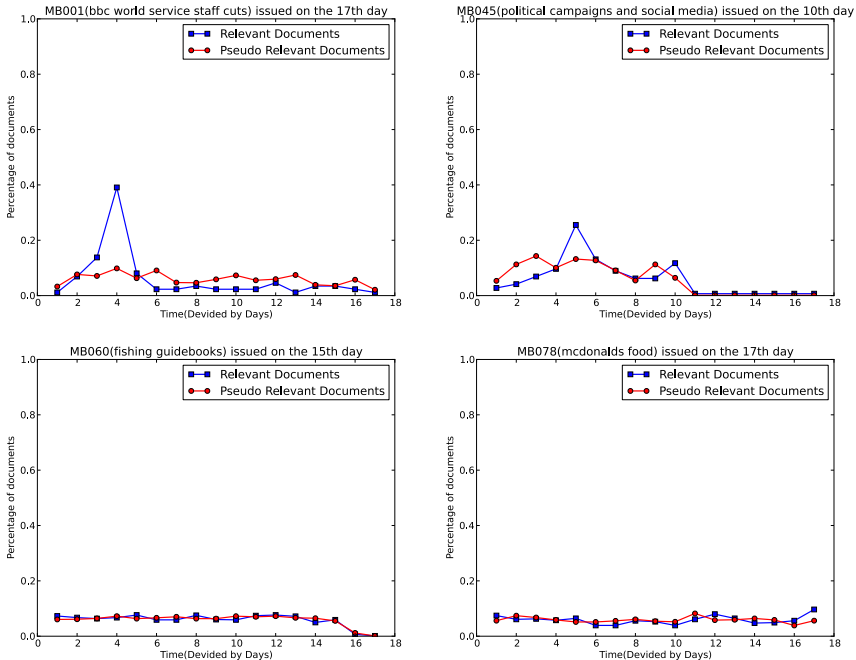 MB001(bbc world service staff cuts) issued on the 17th day
Relevant Documents
Pseudo Relevant Documents
Percentage of documents
1.0
0.8
0.6
0.4
0.2
0.0
0 2 4 6 8 10 12 14 16 18
Time(Devided by Days)
MB045(political campaigns and social media) issued on the 10th day
Relevant Documents
Pseudo Relevant Documents
Percentage of documents
1.0
0.8
0.6
0.4
0.2
0.0
0 2 4 6 8 10 12 14 16 18
Time(Devided by Days)
MB060(fishing guidebooks) issued on the 15th day
Relevant Documents
Pseudo Relevant Documents
Percentage of documents
1.0
0.8
0.6
0.4
0.2
0.0
0 2 4 6 8 10 12 14 16 18
Time(Devided by Days)
MB078(mcdonalds food) issued on the 17th day
Relevant Documents
Pseudo Relevant Documents
Percentage of documents
1.0
0.8
0.6
0.4
0.2
0.0
0 2 4 6 8 10 12 14 16 18
Time(Devided by Days)